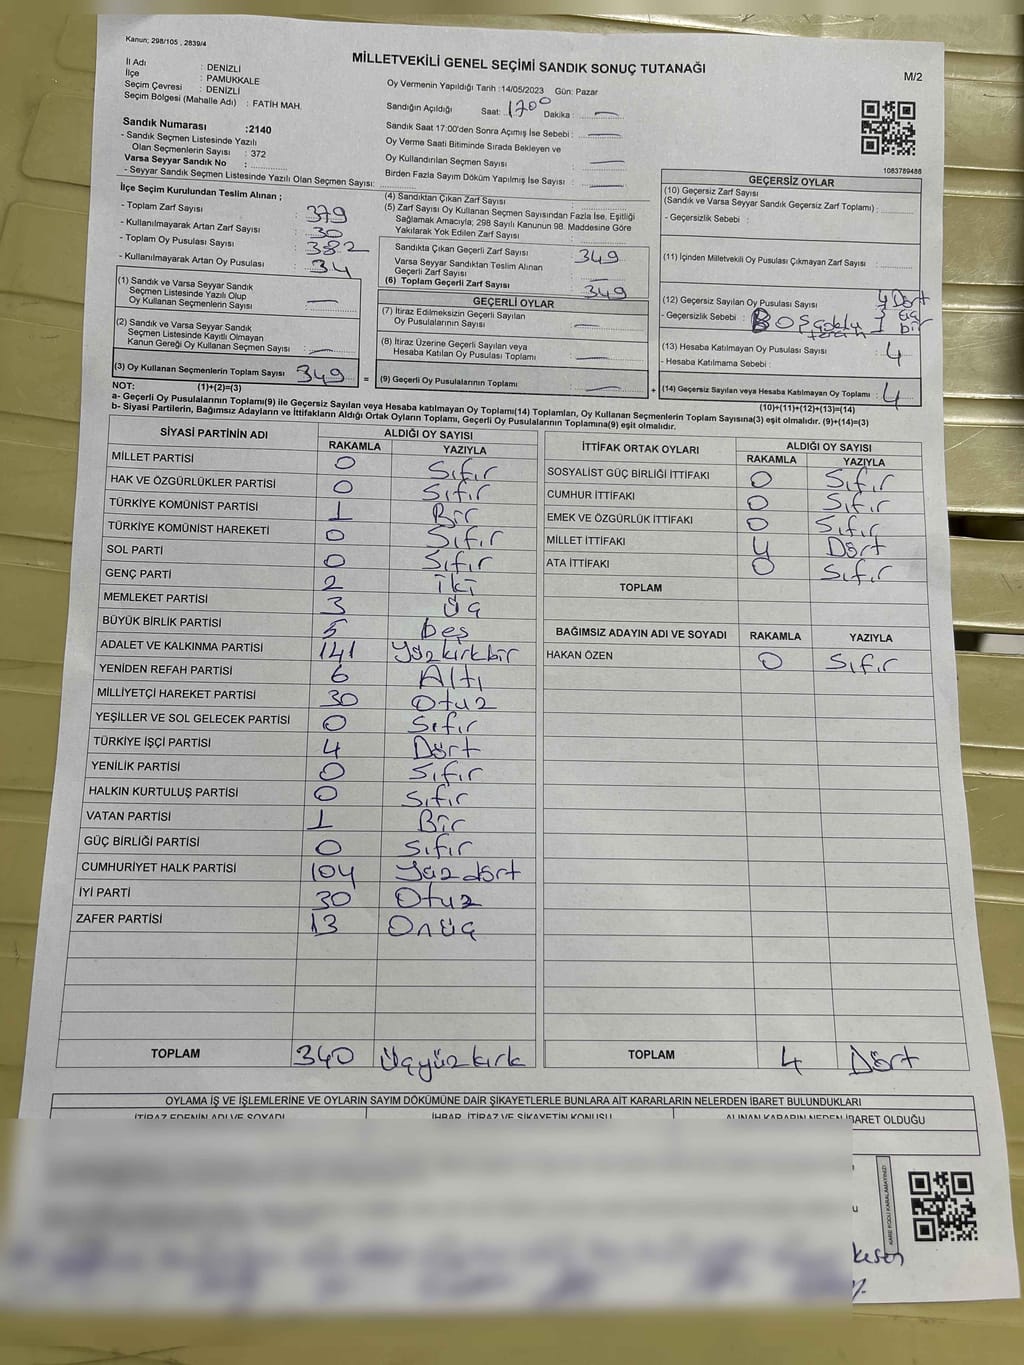 Kanun; 298/105 , 2839/4
MİLLETVEKİLİ GENEL SEÇİMİ SANDIK SONUÇ TUTANAĞI
M/2
İl Adı : DENİZLİ
İlçe : PAMUKKALE
Seçim Çevresi : DENİZLİ
Seçim Bölgesi (Mahalle Adı) : FATİH MAH.
Sandık Numarası :2140
- Sandık Seçmen Listesinde Yazılı
Olan Seçmenlerin Sayısı : 372
Varsa Seyyar Sandık No :
- Seyyar Sandık Seçmen Listesinde Yazılı Olan Seçmen Sayısı:
Oy Vermenin Yapıldığı Tarih :14/05/2023 Gün: Pazar
Sandığın Açıldığı Saat: 1700 Dakika : —
Sandık Saat 17:00'den Sonra Açımış İse Sebebi : —
Oy Verme Saati Bitiminde Sırada Bekleyen ve
Oy Kullandırılan Seçmen Sayısı —
Birden Fazla Sayım Döküm Yapılmış İse Sayısı : —
1083789486
İlçe Seçim Kurulundan Teslim Alınan ;
- Toplam Zarf Sayısı : 379
- Kullanılmayarak Artan Zarf Sayısı : 30
- Toplam Oy Pusulası Sayısı : 382
- Kullanılmayarak Artan Oy Pusulası : 34
(1) Sandık ve Varsa Seyyar Sandık
Seçmen Listesinde Yazılı Olup
Oy Kullanan Seçmenlerin Sayısı : —
(2) Sandık ve Varsa Seyyar Sandık
Seçmen Listesinde Kayıtlı Olmayan
Kanun Gereği Oy Kullanan Seçmen Sayısı : —
(3) Oy Kullanan Seçmenlerin Toplam Sayısı : 349 =
(4) Sandıktan Çıkan Zarf Sayısı :
(5) Zarf Sayısı Oy Kullanan Seçmen Sayısından Fazla İse, Eşitliği
Sağlamak Amacıyla; 298 Sayılı Kanunun 98. Maddesine Göre
Yakılarak Yok Edilen Zarf Sayısı :
Sandıkta Çıkan Geçerli Zarf Sayısı : 349
Varsa Seyyar Sandıktan Teslim Alınan
Geçerli Zarf Sayısı : —
(6) Toplam Geçerli Zarf Sayısı : 349
GEÇERLİ OYLAR
(7) İtiraz Edilmeksizin Geçerli Sayılan
Oy Pusulalarının Sayısı : —
(8) İtiraz Üzerine Geçerli Sayılan veya
Hesaba Katılan Oy Pusulası Toplamı : —
(9) Geçerli Oy Pusulalarının Toplamı : — +
GEÇERSİZ OYLAR
(10) Geçersiz Zarf Sayısı
(Sandık ve Varsa Seyyar Sandık Geçersiz Zarf Toplamı) :
- Geçersizlik Sebebi :
(11) İçinden Milletvekili Oy Pusulası Çıkmayan Zarf Sayısı :
(12) Geçersiz Sayılan Oy Pusulası Sayısı : 4 Dört
- Geçersizlik Sebebi : Boş
(13) Hesaba Katılmayan Oy Pusulası Sayısı : 4
- Hesaba Katılmama Sebebi :
(14) Geçersiz Sayılan veya Hesaba Katılmayan Oy Toplamı : 4
NOT: (1)+(2)=(3)
(10)+(11)+(12)+(13)=(14)
a- Geçerli Oy Pusulalarının Toplamı(9) ile Geçersiz Sayılan veya Hesaba katılmayan Oy Toplamı(14) Toplamları, Oy Kullanan Seçmenlerin Toplam Sayısına(3) eşit olmalıdır. (9)+(14)=(3)
b- Siyasi Partilerin, Bağımsız Adayların ve İttifakların Aldığı Ortak Oyların Toplamı, Geçerli Oy Pusulalarının Toplamına(9) eşit olmalıdır.
SİYASİ PARTİNİN ADI ALDIĞI OY SAYISI
RAKAMLA YAZIYLA
MİLLET PARTİSİ 0 Sıfır
HAK VE ÖZGÜRLÜKLER PARTİSİ 0 Sıfır
TÜRKİYE KOMÜNİST PARTİSİ 1 Bir
TÜRKİYE KOMÜNİST HAREKETİ 0 Sıfır
SOL PARTİ 0 Sıfır
GENÇ PARTİ 2 iki
MEMLEKET PARTİSİ 3 Üç
BÜYÜK BİRLİK PARTİSİ 5 beş
ADALET VE KALKINMA PARTİSİ 141 Yüzkırkbir
YENİDEN REFAH PARTİSİ 6 Altı
MİLLİYETÇİ HAREKET PARTİSİ 30 Otuz
YEŞİLLER VE SOL GELECEK PARTİSİ 0 Sıfır
TÜRKİYE İŞÇİ PARTİSİ 4 Dört
YENİLİK PARTİSİ 0 Sıfır
HALKIN KURTULUŞ PARTİSİ 0 Sıfır
VATAN PARTİSİ 1 Bir
GÜÇ BİRLİĞİ PARTİSİ 0 Sıfır
CUMHURİYET HALK PARTİSİ 104 Yüzdört
İYİ PARTİ 30 Otuz
ZAFER PARTİSİ 13 Onüç
TOPLAM 340 Üçyüzkırk
İTTİFAK ORTAK OYLARI ALDIĞI OY SAYISI
RAKAMLA YAZIYLA
SOSYALİST GÜÇ BİRLİĞİ İTTİFAKI 0 Sıfır
CUMHUR İTTİFAKI 0 Sıfır
EMEK VE ÖZGÜRLÜK İTTİFAKI 0 Sıfır
MİLLET İTTİFAKI 4 Dört
ATA İTTİFAKI 0 Sıfır
TOPLAM
BAĞIMSIZ ADAYIN ADI VE SOYADI RAKAMLA YAZIYLA
HAKAN ÖZEN 0 Sıfır
TOPLAM 4 Dört
OYLAMA İŞ VE İŞLEMLERİNE VE OYLARIN SAYIM DÖKÜMÜNE DAİR ŞİKAYETLERLE BUNLARA AİT KARARLARIN NELERDEN İBARET BULUNDUKLARI
İTİRAZ EDENİN ADI VE SOYADI İHBAR, İTİRAZ VE ŞİKAYETİN KONUSU ALINAN KARARIN NEDEN İBARET OLDUĞU
KARE KODU KARALAMAYINIZ!